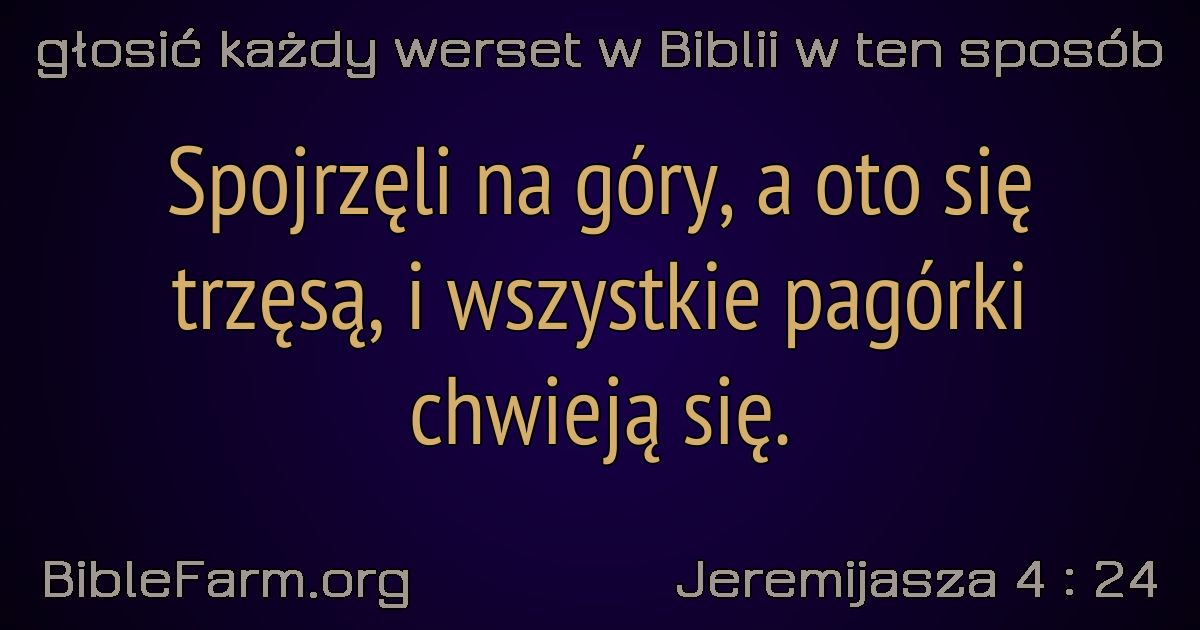 głosić każdy werset w Biblii w ten sposób
Spojrzęli na góry, a oto się
trzęsą, i wszystkie pagórki
chwieją się.
BibleFarm.org
Jeremijasza 4 : 24